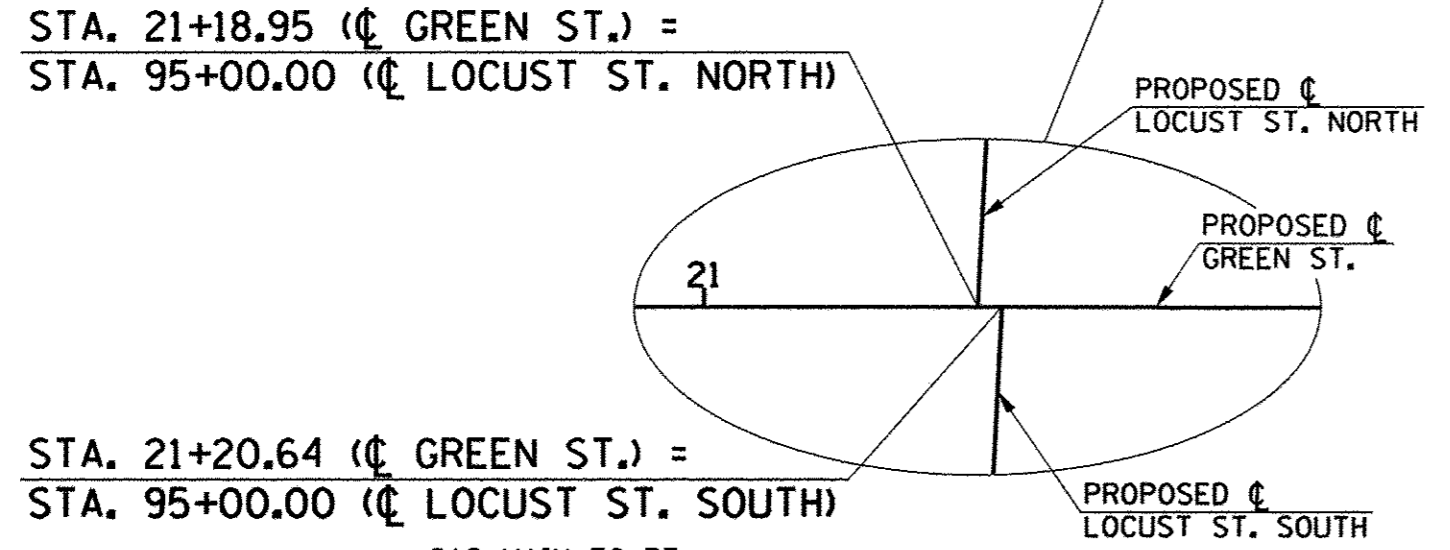 STA. 21+18.95 (℄ GREEN ST.) =
STA. 95+00.00 (℄ LOCUST ST. NORTH)
PROPOSED ℄
LOCUST ST. NORTH
PROPOSED ℄
GREEN ST.
21
STA. 21+20.64 (℄ GREEN ST.) =
STA. 95+00.00 (℄ LOCUST ST. SOUTH)
PROPOSED ℄
LOCUST ST. SOUTH